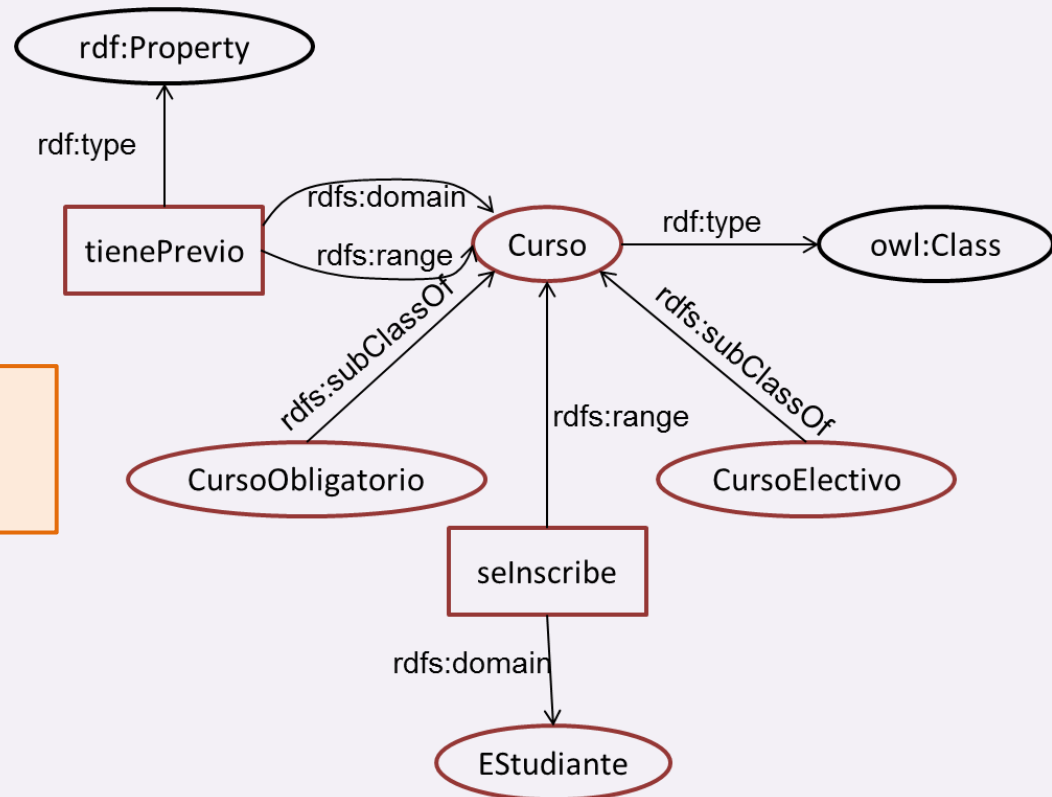 rdf:Property
rdf:type
rdfs:domain
tienePrevio
rdfs:range
Curso
rdf:type
owl:Class
rdfs:subClassOf
rdfs:subClassOf
rdfs:range
CursoObligatorio
CursoElectivo
seInscribe
rdfs:domain
EStudiante